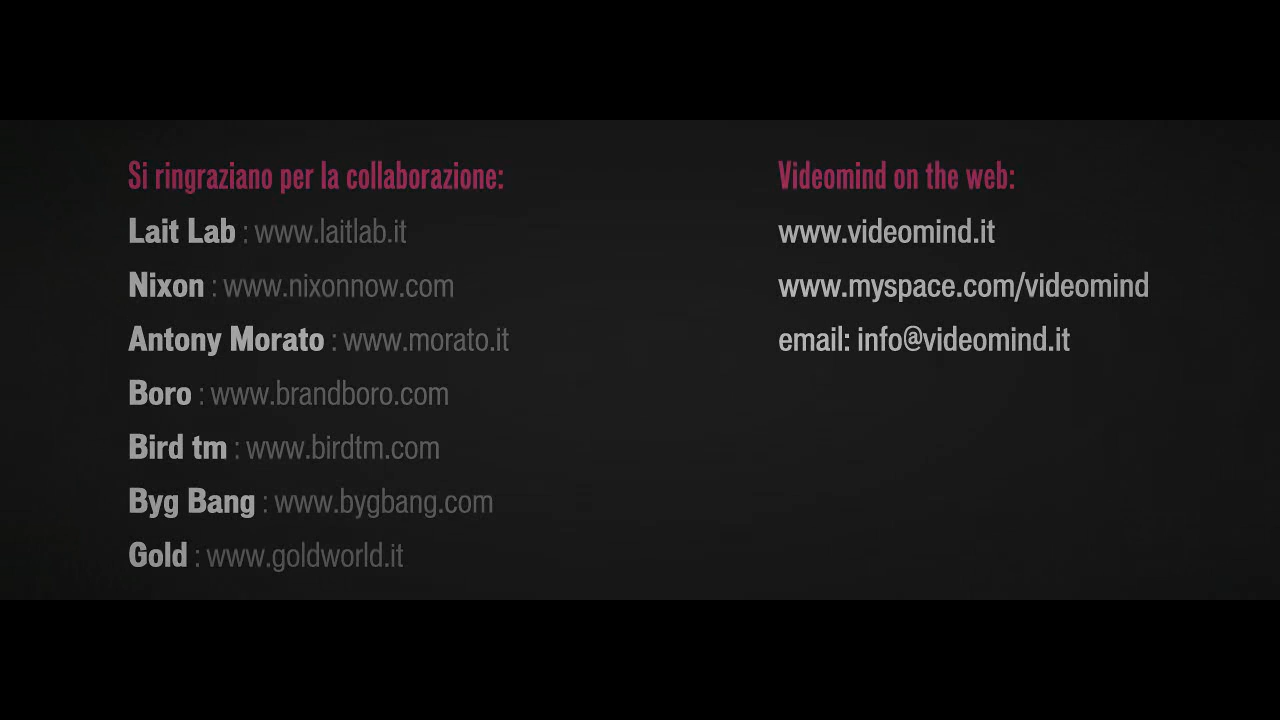 Si ringraziano per la collaborazione:
Lait Lab : www.laitlab.it
Nixon : www.nixonnow.com
Antony Morato : www.morato.it
Boro : www.brandboro.com
Bird tm : www.birdtm.com
Byg Bang : www.bygbang.com
Gold : www.goldworld.it
Videomind on the web:
www.videomind.it
www.myspace.com/videomind
email: info@videomind.it